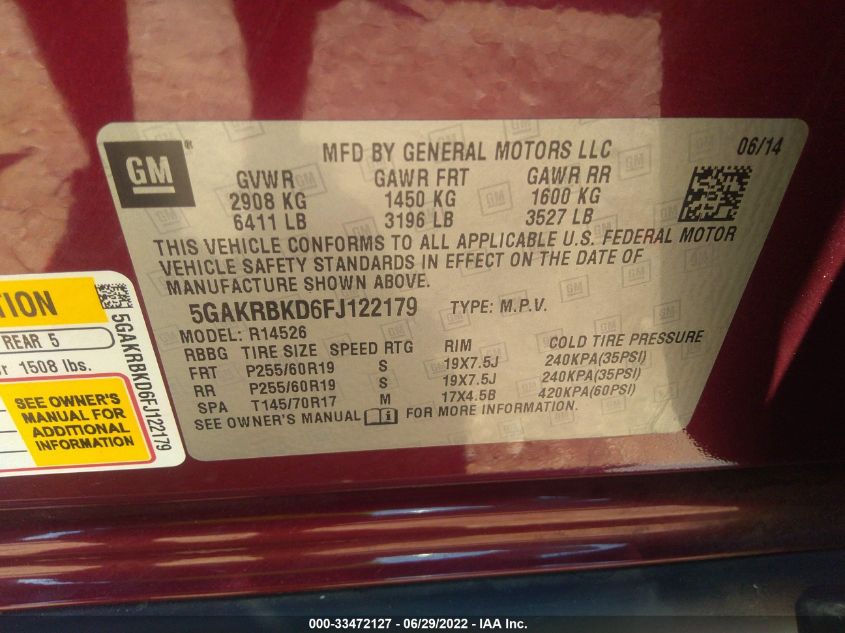 GM
®
MFD BY GENERAL MOTORS LLC 06/14
GVWR GAWR FRT GAWR RR
2908 KG 1450 KG 1600 KG
6411 LB 3196 LB 3527 LB
THIS VEHICLE CONFORMS TO ALL APPLICABLE U.S. FEDERAL MOTOR
VEHICLE SAFETY STANDARDS IN EFFECT ON THE DATE OF
MANUFACTURE SHOWN ABOVE.
5GAKRBKD6FJ122179 TYPE: M.P.V.
MODEL: R14526
RBBG TIRE SIZE SPEED RTG RIM COLD TIRE PRESSURE
FRT P255/60R19 S 19X7.5J 240KPA(35PSI)
RR P255/60R19 S 19X7.5J 240KPA(35PSI)
SPA T145/70R17 M 17X4.5B 420KPA(60PSI)
SEE OWNER'S MANUAL FOR MORE INFORMATION.
REAR 5
1508 lbs.
SEE OWNER'S
MANUAL FOR
ADDITIONAL
INFORMATION
5GAKRBKD6FJ122179
000-33472127 - 06/29/2022 - IAA Inc.